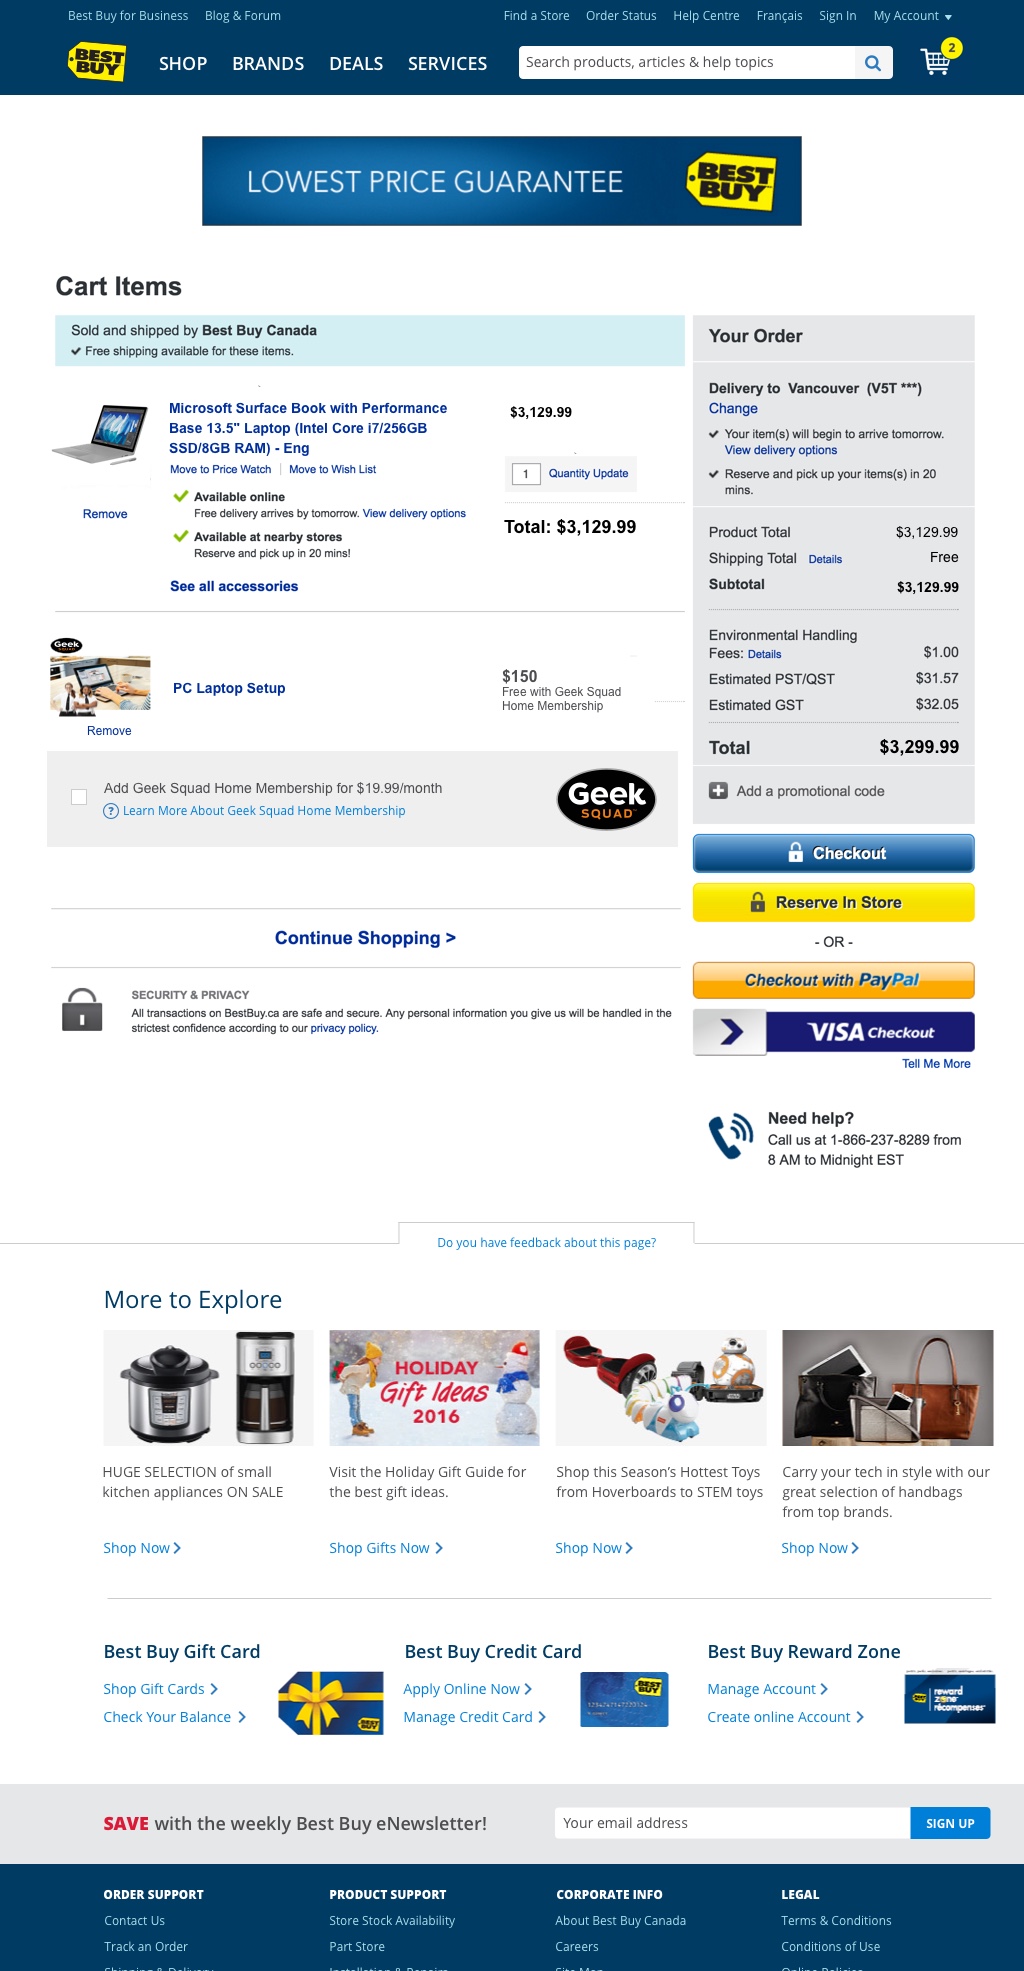 Best Buy for Business Blog & Forum Find a Store Order Status Help Centre Français Sign In My Account
BEST BUY SHOP BRANDS DEALS SERVICES Search products, articles & help topics 2
LOWEST PRICE GUARANTEE BEST BUY
Cart Items
Sold and shipped by Best Buy Canada
Free shipping available for these items.
Microsoft Surface Book with Performance
Base 13.5" Laptop (Intel Core i7/256GB
SSD/8GB RAM) - Eng
$3,129.99
Move to Price Watch Move to Wish List
1 Quantity Update
Remove
Available online
Free delivery arrives by tomorrow. View delivery options
Available at nearby stores
Reserve and pick up in 20 mins!
Total: $3,129.99
See all accessories
Geek SQUAD
PC Laptop Setup
$150
Free with Geek Squad
Home Membership
Remove
Add Geek Squad Home Membership for $19.99/month
? Learn More About Geek Squad Home Membership
Geek SQUAD
Continue Shopping >
SECURITY & PRIVACY
All transactions on BestBuy.ca are safe and secure. Any personal information you give us will be handled in the
strictest confidence according to our privacy policy.
Your Order
Delivery to Vancouver (V5T ***)
Change
Your item(s) will begin to arrive tomorrow.
View delivery options
Reserve and pick up your items(s) in 20
mins.
Product Total $3,129.99
Shipping Total Details Free
Subtotal $3,129.99
Environmental Handling
Fees: Details $1.00
Estimated PST/QST $31.57
Estimated GST $32.05
Total $3,299.99
Add a promotional code
Checkout
Reserve In Store
- OR -
Checkout with PayPal
VISA Checkout
Tell Me More
Need help?
Call us at 1-866-237-8289 from
8 AM to Midnight EST
Do you have feedback about this page?
More to Explore
HOLIDAY
Gift Ideas
2016
HUGE SELECTION of small
kitchen appliances ON SALE
Shop Now
Visit the Holiday Gift Guide for
the best gift ideas.
Shop Gifts Now
Shop this Season's Hottest Toys
from Hoverboards to STEM toys
Shop Now
Carry your tech in style with our
great selection of handbags
from top brands.
Shop Now
Best Buy Gift Card
Shop Gift Cards
Check Your Balance
BEST BUY
Best Buy Credit Card
Apply Online Now
Manage Credit Card
BEST BUY
Best Buy Reward Zone
Manage Account
Create online Account
reward
zone
récompenses
SAVE with the weekly Best Buy eNewsletter! Your email address SIGN UP
ORDER SUPPORT PRODUCT SUPPORT CORPORATE INFO LEGAL
Contact Us Store Stock Availability About Best Buy Canada Terms & Conditions
Track an Order Part Store Careers Conditions of Use
Shipping & Delivery Installation & Repairs Site Map Online Policies